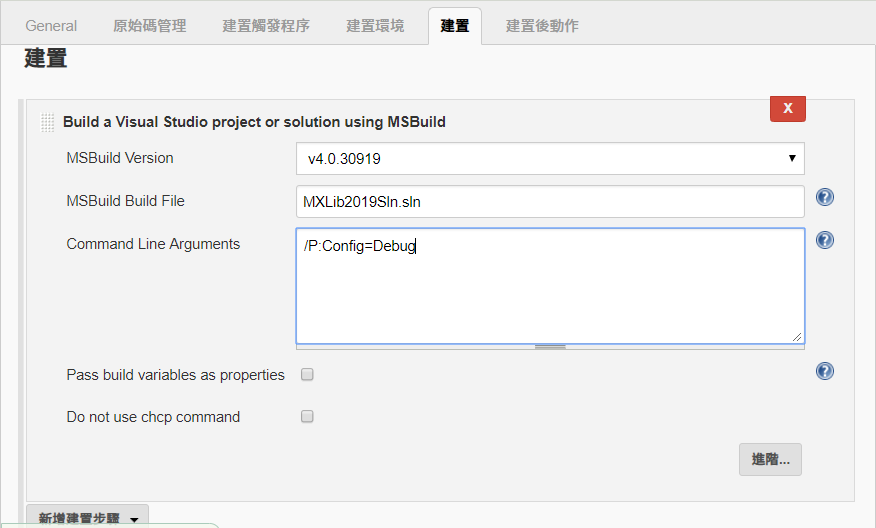 General 原始碼管理 建置觸發程序 建置環境 建置 建置後動作
建置
X
Build a Visual Studio project or solution using MSBuild
MSBuild Version v4.0.30919
MSBuild Build File MXLib2019Sln.sln ?
Command Line Arguments /P:Config=Debug ?
Pass build variables as properties ?
Do not use chcp command
進階...
新增建置步驟